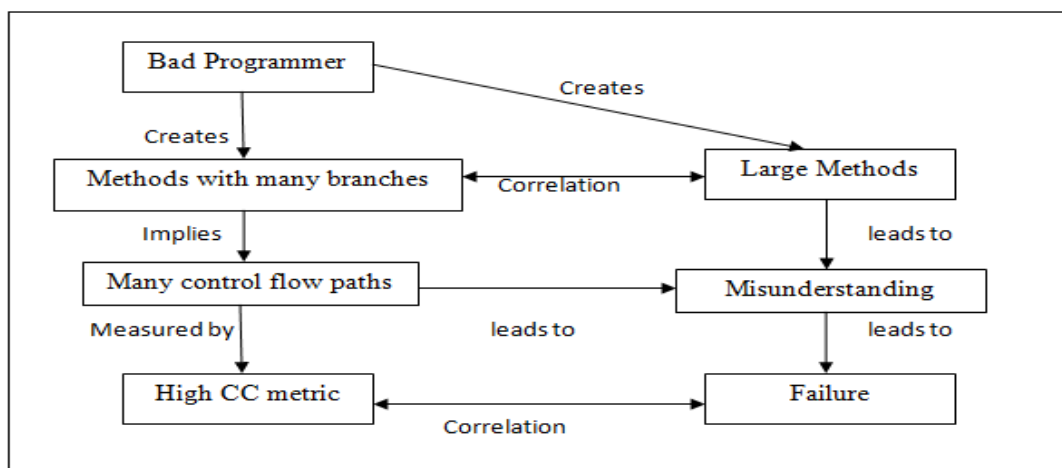 Bad Programmer
Creates
Creates
Methods with many branches
Correlation
Large Methods
Implies
leads to
Many control flow paths
Misunderstanding
Measured by
leads to
leads to
High CC metric
Failure
Correlation